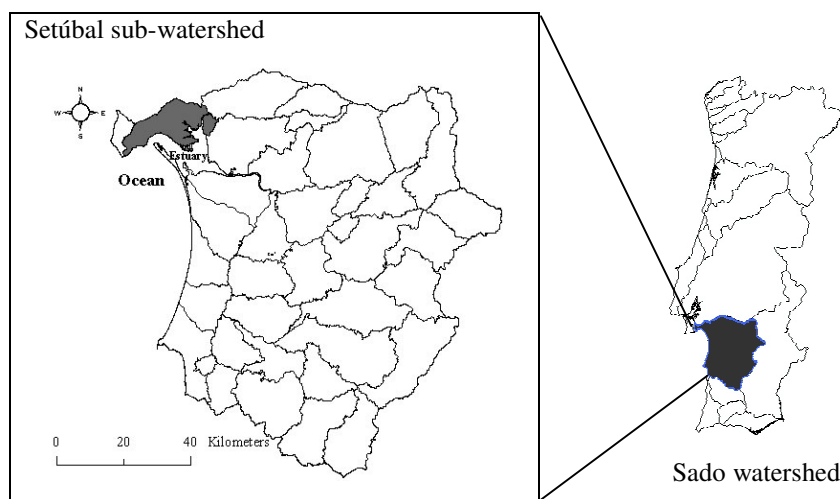 Setúbal sub-watershed
N
W E
S
Estuary
Ocean
0 20 40 Kilometers
Sado watershed